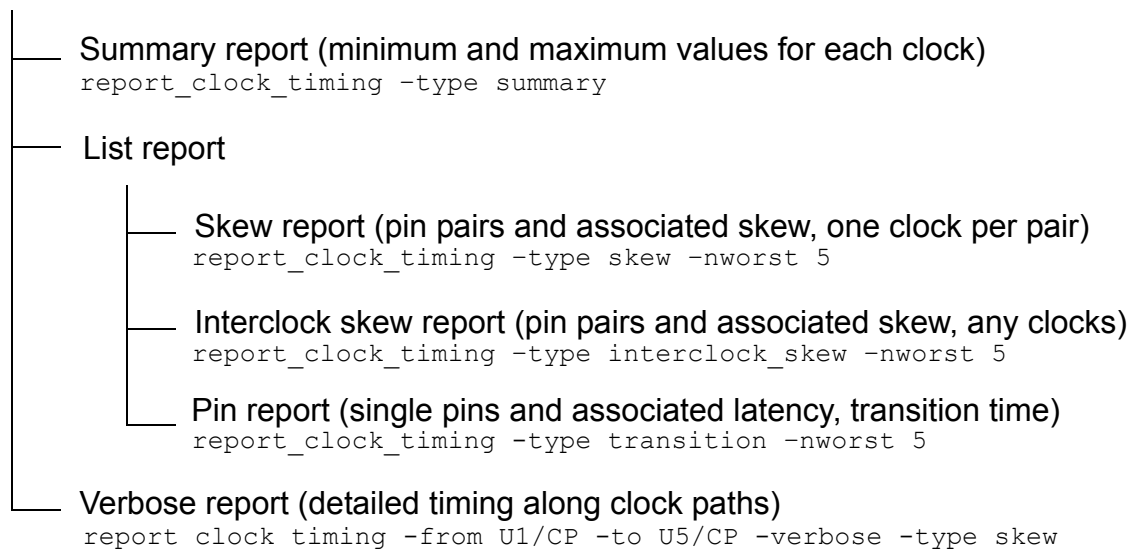 Summary report (minimum and maximum values for each clock)
report_clock_timing –type summary
List report
Skew report (pin pairs and associated skew, one clock per pair)
report_clock_timing –type skew –nworst 5
Interclock skew report (pin pairs and associated skew, any clocks)
report_clock_timing –type interclock_skew –nworst 5
Pin report (single pins and associated latency, transition time)
report_clock_timing -type transition –nworst 5
Verbose report (detailed timing along clock paths)
report clock timing -from U1/CP -to U5/CP -verbose -type skew